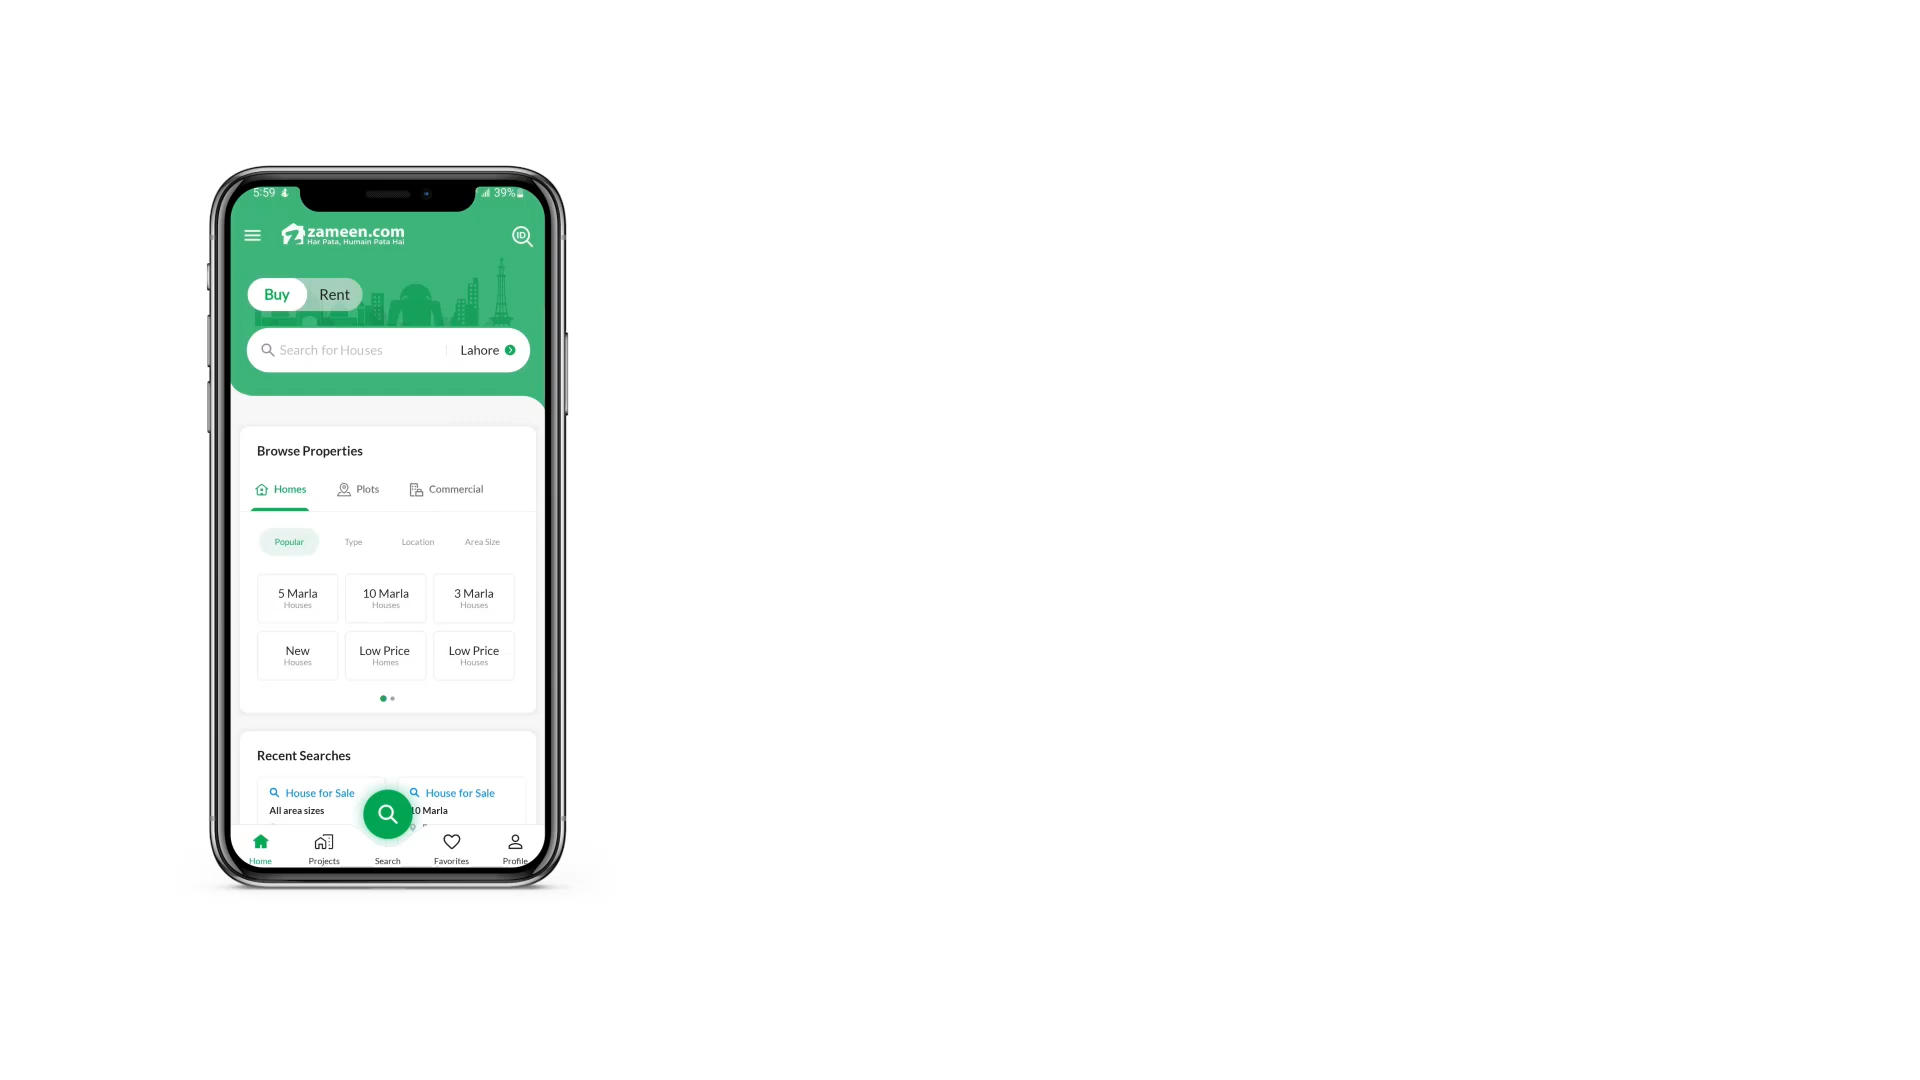 5:59
39%
zameen.com
Har Pata, Humain Pata Hai
ID
Buy Rent
Search for Houses Lahore
Browse Properties
Homes Plots Commercial
Popular Type Location Area Size
5 Marla 10 Marla 3 Marla
Houses Houses Houses
New Low Price Low Price
Houses Homes Houses
Recent Searches
House for Sale House for Sale
All area sizes 10 Marla
Home Projects Search Favorites Profile